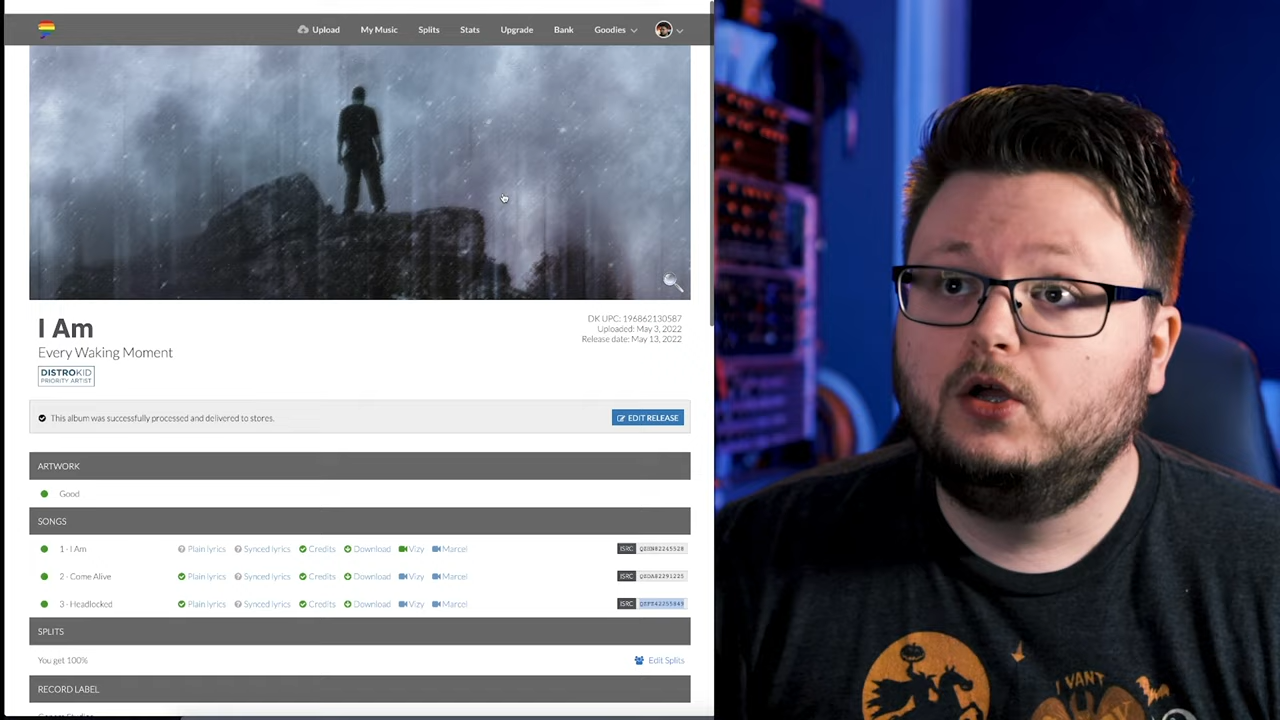 Upload My Music Splits Stats Upgrade Bank Goodies
I Am
Every Waking Moment
DISTROKID
PRIORITY ARTIST
DK UPC: 196862130587
Uploaded: May 3, 2022
Release date: May 13, 2022
This album was successfully processed and delivered to stores.
EDIT RELEASE
ARTWORK
Good
SONGS
1 - I Am Plain lyrics Synced lyrics Credits Download Vizy Marcel ISRC
2 - Come Alive Plain lyrics Synced lyrics Credits Download Vizy Marcel ISRC
3 - Headlocked Plain lyrics Synced lyrics Credits Download Vizy Marcel ISRC
SPLITS
You get 100% Edit Splits
RECORD LABEL
I VANT